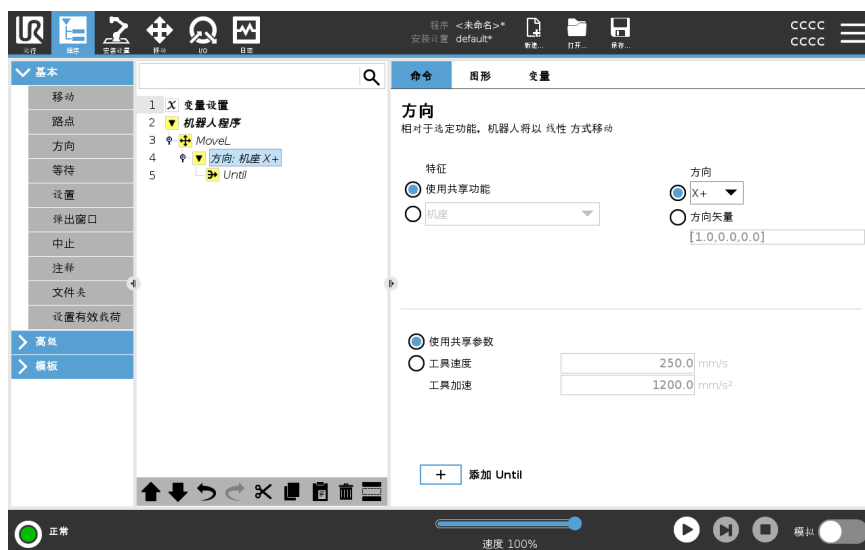 UR
运行
程序
安装设置
移动
I/O
日志
程序 <未命名>*
安装设置 default*
新建...
打开...
保存...
cccc
cccc
基本
移动
路点
方向
等待
设置
弹出窗口
中止
注释
文件夹
设置有效载荷
高级
模板
1 X 变量设置
2 机器人程序
3 MoveL
4 方向: 机座 X+
5 Until
命令
图形
变量
方向
相对于选定功能，机器人将以 线性 方式移动
特征
使用共享功能
机座
方向
X+
方向矢量
[1.0,0.0,0.0]
使用共享参数
工具速度
250.0 mm/s
工具加速
1200.0 mm/s²
+ 添加 Until
正常
速度 100%
模拟